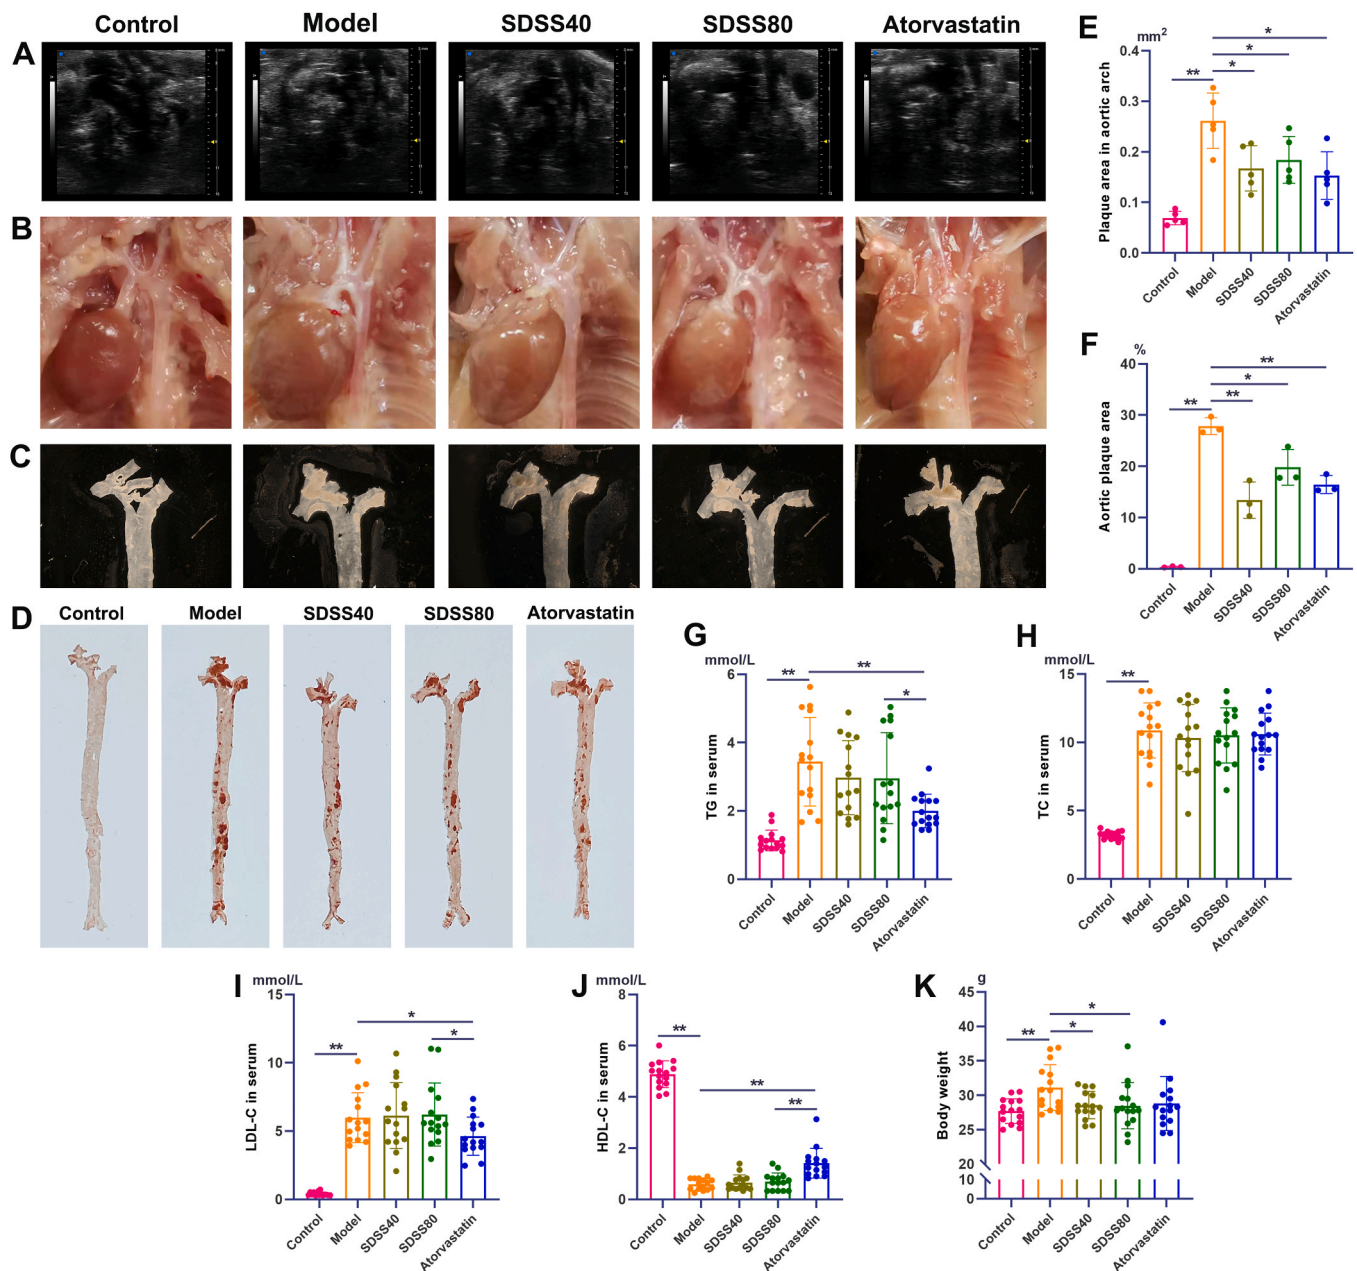 Control Model SDSS40 SDSS80 Atorvastatin
A
B
C
D
Control Model SDSS40 SDSS80 Atorvastatin
E
mm2
Plaque area in aortic arch
0.4
0.3
0.2
0.1
0.0
** * * *
Control Model SDSS40 SDSS80 Atorvastatin
F
%
Aortic plaque area
40
30
20
10
0
** ** * **
Control Model SDSS40 SDSS80 Atorvastatin
G
mmol/L
TG in serum
6
4
2
0
** ** *
Control Model SDSS40 SDSS80 Atorvastatin
H
mmol/L
TC in serum
15
10
5
0
**
Control Model SDSS40 SDSS80 Atorvastatin
I
mmol/L
LDL-C in serum
15
10
5
0
** * *
Control Model SDSS40 SDSS80 Atorvastatin
J
mmol/L
HDL-C in serum
8
6
4
2
0
** ** **
Control Model SDSS40 SDSS80 Atorvastatin
K
g
Body weight
45
40
35
30
25
20
10
0
** * *
Control Model SDSS40 SDSS80 Atorvastatin